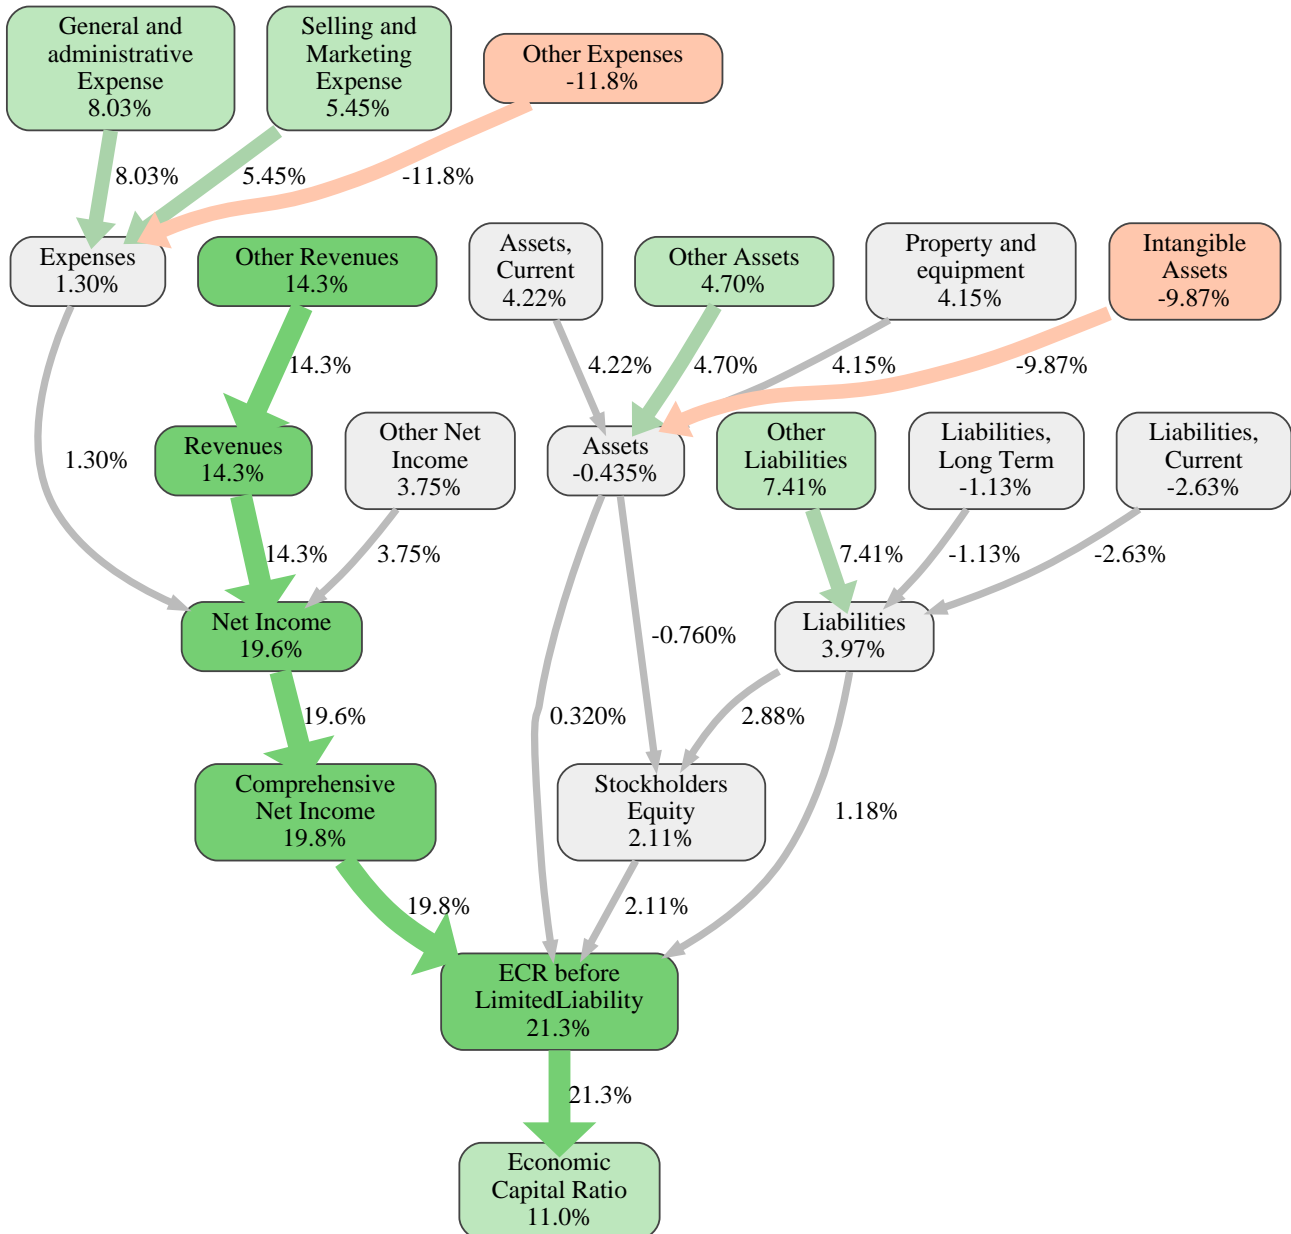 General and
administrative
Expense
8.03%
Selling and
Marketing
Expense
5.45%
Other Expenses
-11.8%
8.03%
5.45%
-11.8%
Expenses
1.30%
Other Revenues
14.3%
Assets,
Current
4.22%
Other Assets
4.70%
Property and
equipment
4.15%
Intangible
Assets
-9.87%
14.3%
4.22%
4.70%
4.15%
-9.87%
1.30%
Revenues
14.3%
Other Net
Income
3.75%
Assets
-0.435%
Other
Liabilities
7.41%
Liabilities,
Long Term
-1.13%
Liabilities,
Current
-2.63%
14.3%
3.75%
7.41%
-1.13%
-2.63%
Net Income
19.6%
-0.760%
Liabilities
3.97%
19.6%
0.320%
2.88%
Comprehensive
Net Income
19.8%
Stockholders
Equity
2.11%
1.18%
19.8%
2.11%
ECR before
LimitedLiability
21.3%
21.3%
Economic
Capital Ratio
11.0%